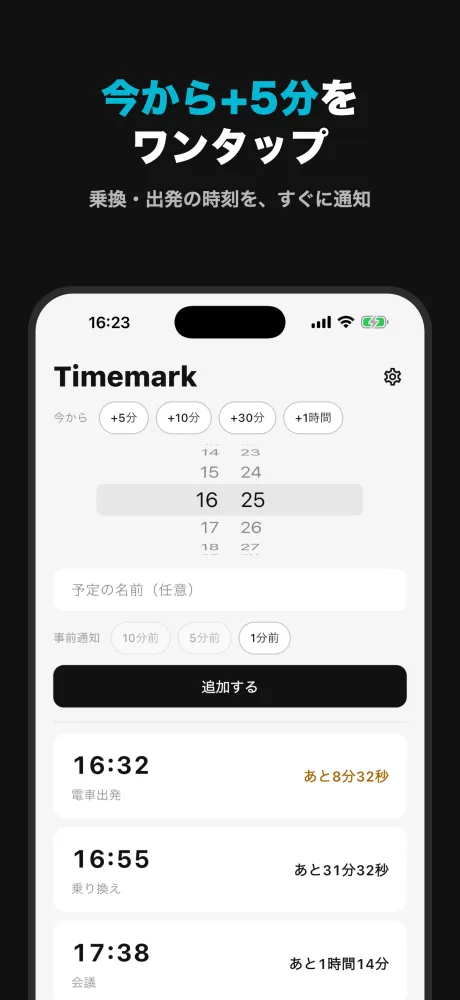 今から+5分を
ワンタップ
乗換・出発の時刻を、すぐに通知
16:23
Timemark
今から +5分 +10分 +30分 +1時間
14 23
15 24
16 25
17 26
18 27
予定の名前（任意）
事前通知 10分前 5分前 1分前
追加する
16:32
あと8分32秒
電車出発
16:55
あと31分32秒
乗り換え
17:38
あと1時間14分
会議